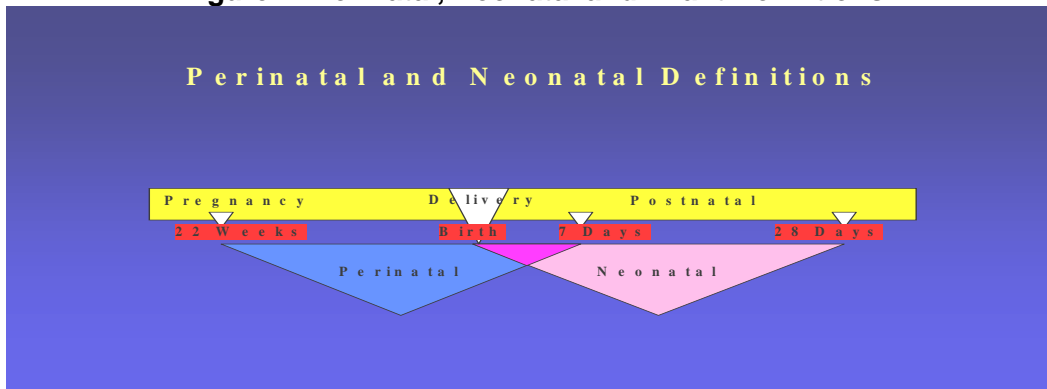 Perinatal and Neonatal Definitions
Pregnancy Delivery Postnatal
22 Weeks Birth 7 Days 28 Days
Perinatal Neonatal